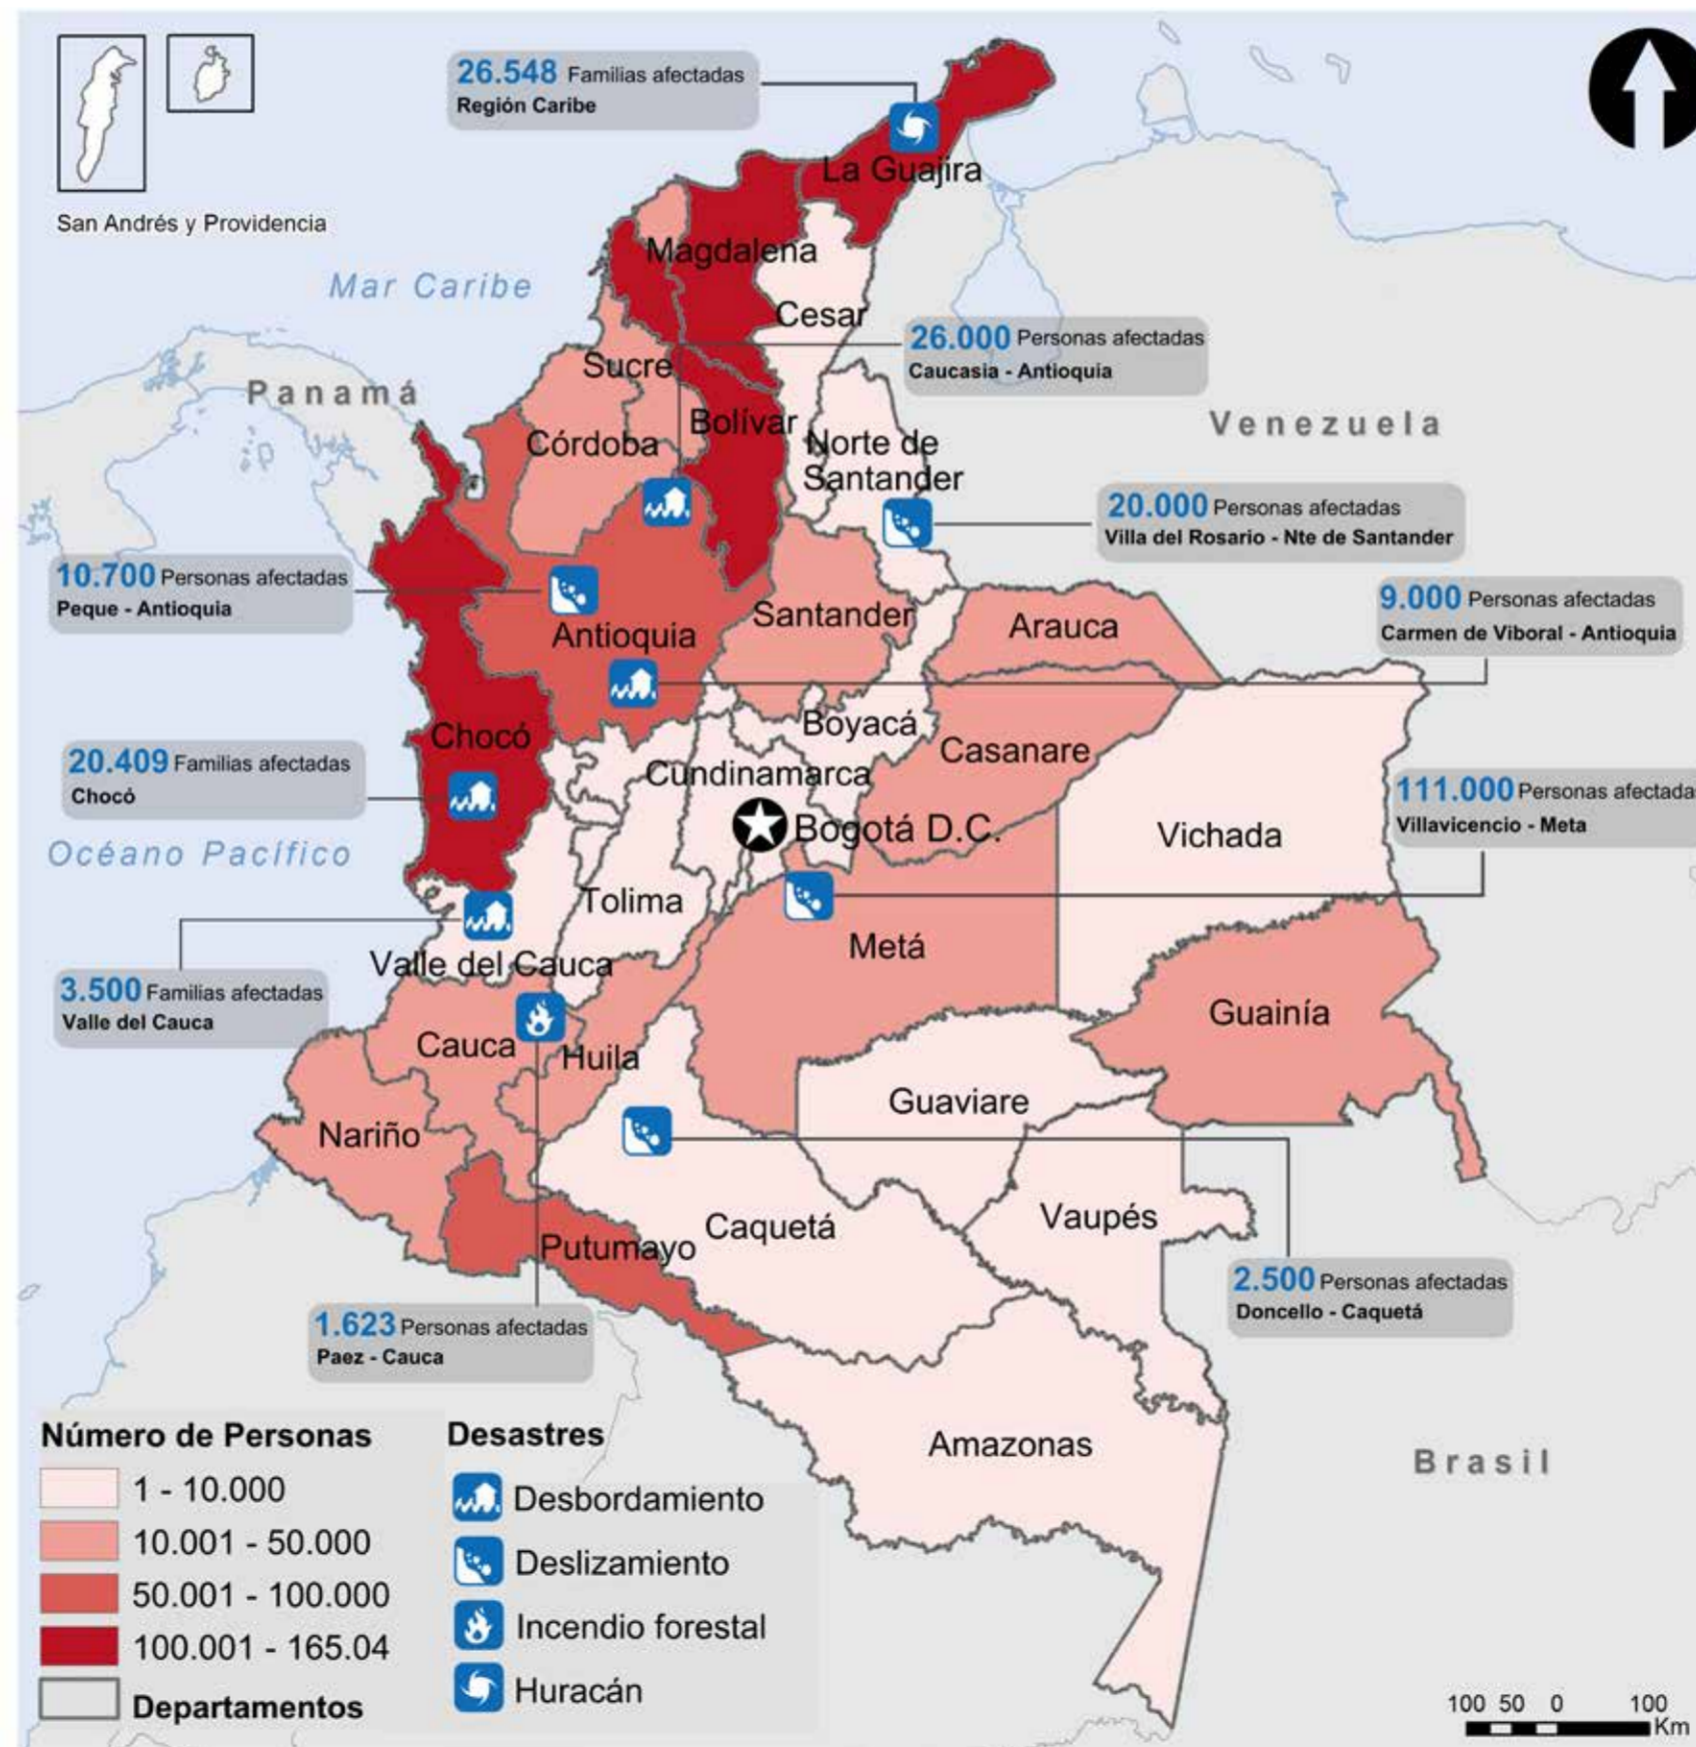 26.548 Familias afectadas
Región Caribe
La Guajira
San Andrés y Providencia
Magdalena
Mar Caribe
Cesar
26.000 Personas afectadas
Caucasia - Antioquia
Sucre
Panamá
Bolívar
Venezuela
Córdoba
Norte de
Santander
20.000 Personas afectadas
Villa del Rosario - Nte de Santander
10.700 Personas afectadas
Peque - Antioquia
9.000 Personas afectadas
Carmen de Viboral - Antioquia
Santander
Arauca
Antioquia
Chocó
Boyacá
Casanare
20.409 Familias afectadas
Chocó
Cundinamarca
111.000 Personas afectada
Villavicencio - Meta
Bogotá D.C.
Vichada
Océano Pacífico
Tolima
Metá
Valle del Cauca
3.500 Familias afectadas
Valle del Cauca
Guainía
Cauca
Huila
Guaviare
Nariño
Vaupés
Caquetá
Putumayo
2.500 Personas afectadas
Doncello - Caquetá
1.623 Personas afectadas
Paez - Cauca
Amazonas
Brasil
Número de Personas
1 - 10.000
10.001 - 50.000
50.001 - 100.000
100.001 - 165.04
Departamentos
Desastres
Desbordamiento
Deslizamiento
Incendio forestal
Huracán
100 50 0 100
Km